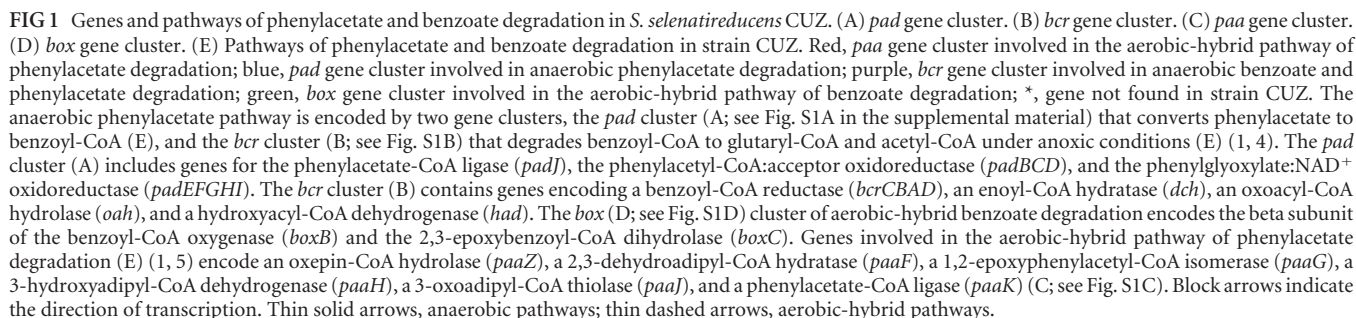 FIG 1 Genes and pathways of phenylacetate and benzoate degradation in S. selenatireducens CUZ. (A) pad gene cluster. (B) bcr gene cluster. (C) paa gene cluster.
(D) box gene cluster. (E) Pathways of phenylacetate and benzoate degradation in strain CUZ. Red, paa gene cluster involved in the aerobic-hybrid pathway of
phenylacetate degradation; blue, pad gene cluster involved in anaerobic phenylacetate degradation; purple, bcr gene cluster involved in anaerobic benzoate and
phenylacetate degradation; green, box gene cluster involved in the aerobic-hybrid pathway of benzoate degradation; *, gene not found in strain CUZ. The
anaerobic phenylacetate pathway is encoded by two gene clusters, the pad cluster (A; see Fig. S1A in the supplemental material) that converts phenylacetate to
benzoyl-CoA (E), and the bcr cluster (B; see Fig. S1B) that degrades benzoyl-CoA to glutaryl-CoA and acetyl-CoA under anoxic conditions (E) (1, 4). The pad
cluster (A) includes genes for the phenylacetate-CoA ligase (padJ), the phenylacetyl-CoA:acceptor oxidoreductase (padBCD), and the phenylglyoxylate:NAD⁺
oxidoreductase (padEFGHI). The bcr cluster (B) contains genes encoding a benzoyl-CoA reductase (bcrCBAD), an enoyl-CoA hydratase (dch), an oxoacyl-CoA
hydrolase (oah), and a hydroxyacyl-CoA dehydrogenase (had). The box (D; see Fig. S1D) cluster of aerobic-hybrid benzoate degradation encodes the beta subunit
of the benzoyl-CoA oxygenase (boxB) and the 2,3-epoxybenzoyl-CoA dihydrolase (boxC). Genes involved in the aerobic-hybrid pathway of phenylacetate
degradation (E) (1, 5) encode an oxepin-CoA hydrolase (paaZ), a 2,3-dehydroadipyl-CoA hydratase (paaF), a 1,2-epoxyphenylacetyl-CoA isomerase (paaG), a
3-hydroxyadipyl-CoA dehydrogenase (paaH), a 3-oxoadipyl-CoA thiolase (paaJ), and a phenylacetate-CoA ligase (paaK) (C; see Fig. S1C). Block arrows indicate
the direction of transcription. Thin solid arrows, anaerobic pathways; thin dashed arrows, aerobic-hybrid pathways.